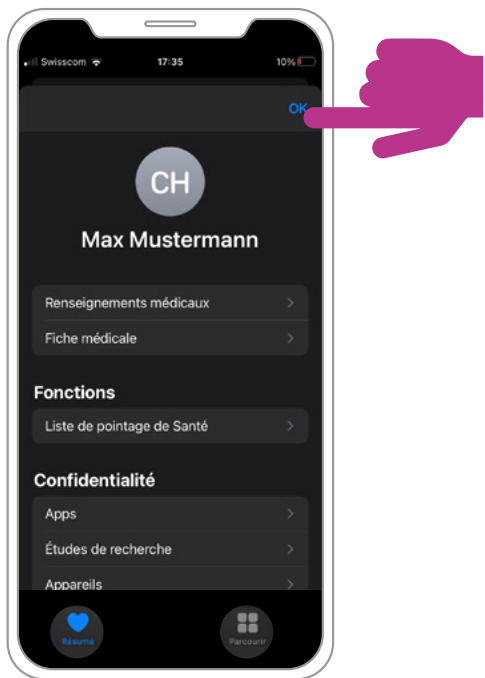 Swisscom 17:35 10%
OK
CH
Max Mustermann
Renseignements médicaux
Fiche médicale
Fonctions
Liste de pointage de Santé
Confidentialité
Apps
Études de recherche
Appareils
Résumé Parcourir